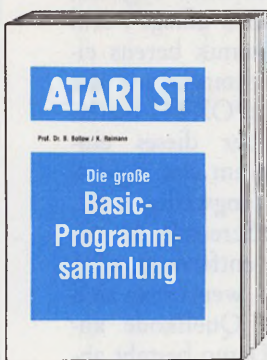 ATARI ST
Prof. Dr. B. Bollow / K. Reimann
Die große
Basic-
Programm-
sammlung